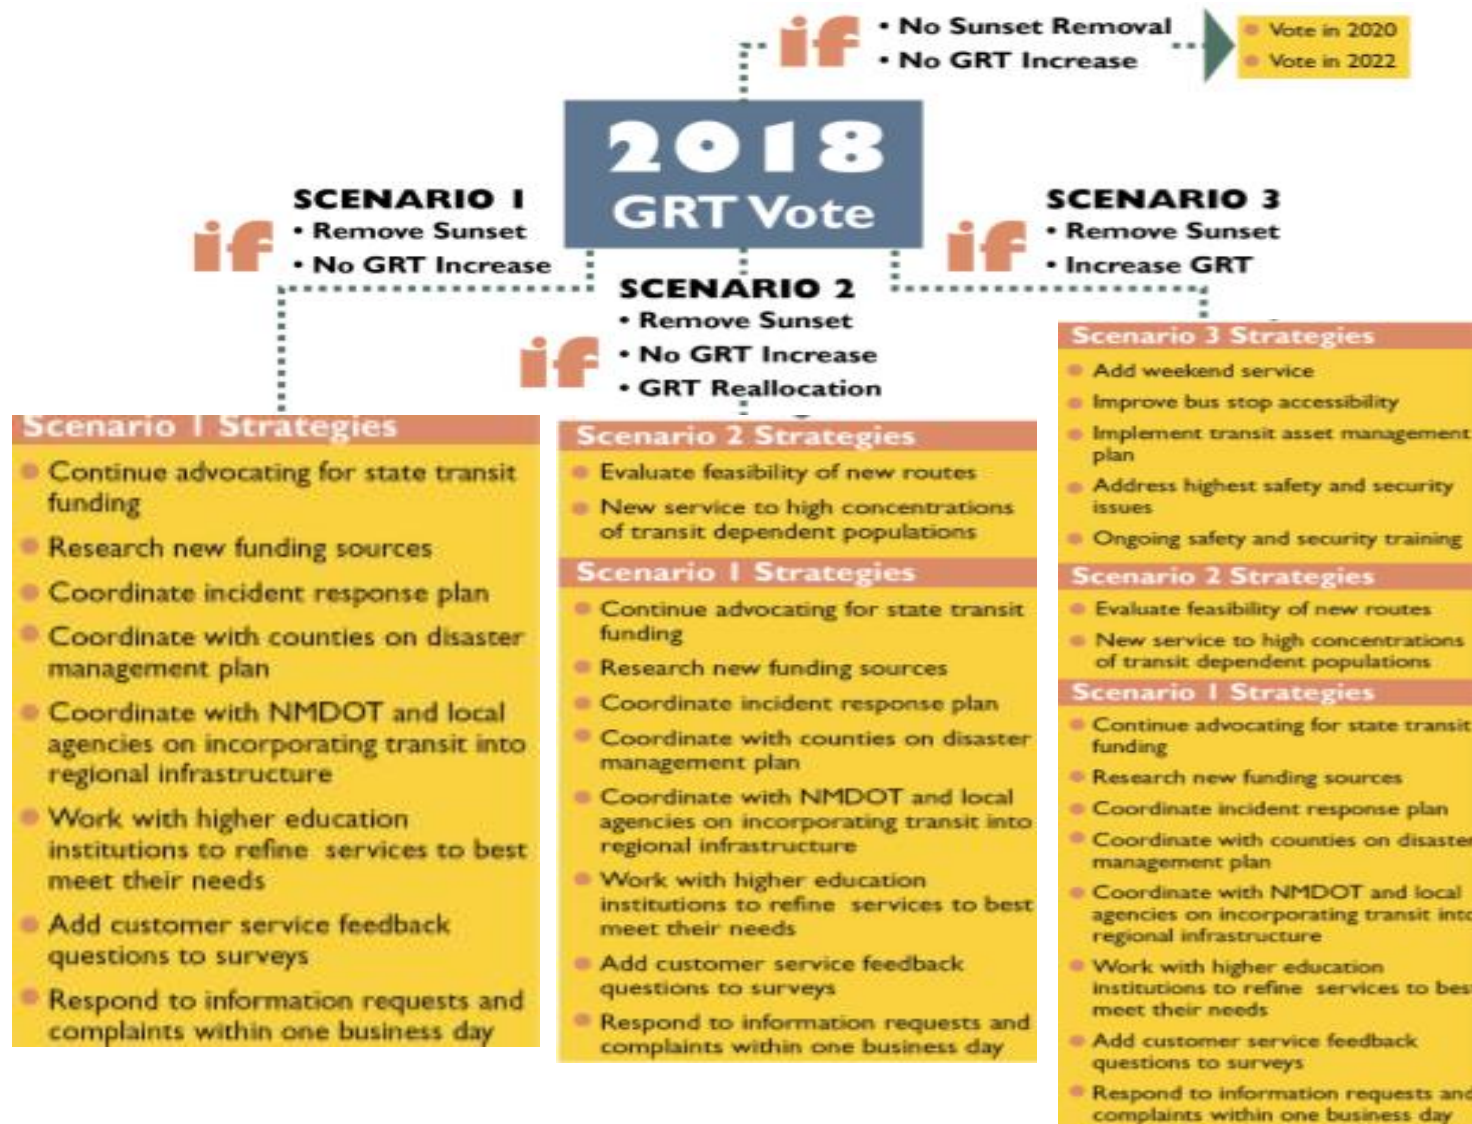 if
• No Sunset Removal
• No GRT Increase
Vote in 2020
Vote in 2022
2018
GRT Vote
SCENARIO 1
if
• Remove Sunset
• No GRT Increase
SCENARIO 2
if
• Remove Sunset
• No GRT Increase
• GRT Reallocation
SCENARIO 3
if
• Remove Sunset
• Increase GRT
Scenario 1 Strategies
Continue advocating for state transit
funding
Research new funding sources
Coordinate incident response plan
Coordinate with counties on disaster
management plan
Coordinate with NMDOT and local
agencies on incorporating transit into
regional infrastructure
Work with higher education
institutions to refine services to best
meet their needs
Add customer service feedback
questions to surveys
Respond to information requests and
complaints within one business day
Scenario 2 Strategies
Evaluate feasibility of new routes
New service to high concentrations
of transit dependent populations
Scenario 1 Strategies
Continue advocating for state transit
funding
Research new funding sources
Coordinate incident response plan
Coordinate with counties on disaster
management plan
Coordinate with NMDOT and local
agencies on incorporating transit into
regional infrastructure
Work with higher education
institutions to refine services to best
meet their needs
Add customer service feedback
questions to surveys
Respond to information requests and
complaints within one business day
Scenario 3 Strategies
Add weekend service
Improve bus stop accessibility
Implement transit asset management
plan
Address highest safety and security
issues
Ongoing safety and security training
Scenario 2 Strategies
Evaluate feasibility of new routes
New service to high concentrations
of transit dependent populations
Scenario 1 Strategies
Continue advocating for state transit
funding
Research new funding sources
Coordinate incident response plan
Coordinate with counties on disaster
management plan
Coordinate with NMDOT and local
agencies on incorporating transit into
regional infrastructure
Work with higher education
institutions to refine services to best
meet their needs
Add customer service feedback
questions to surveys
Respond to information requests and
complaints within one business day